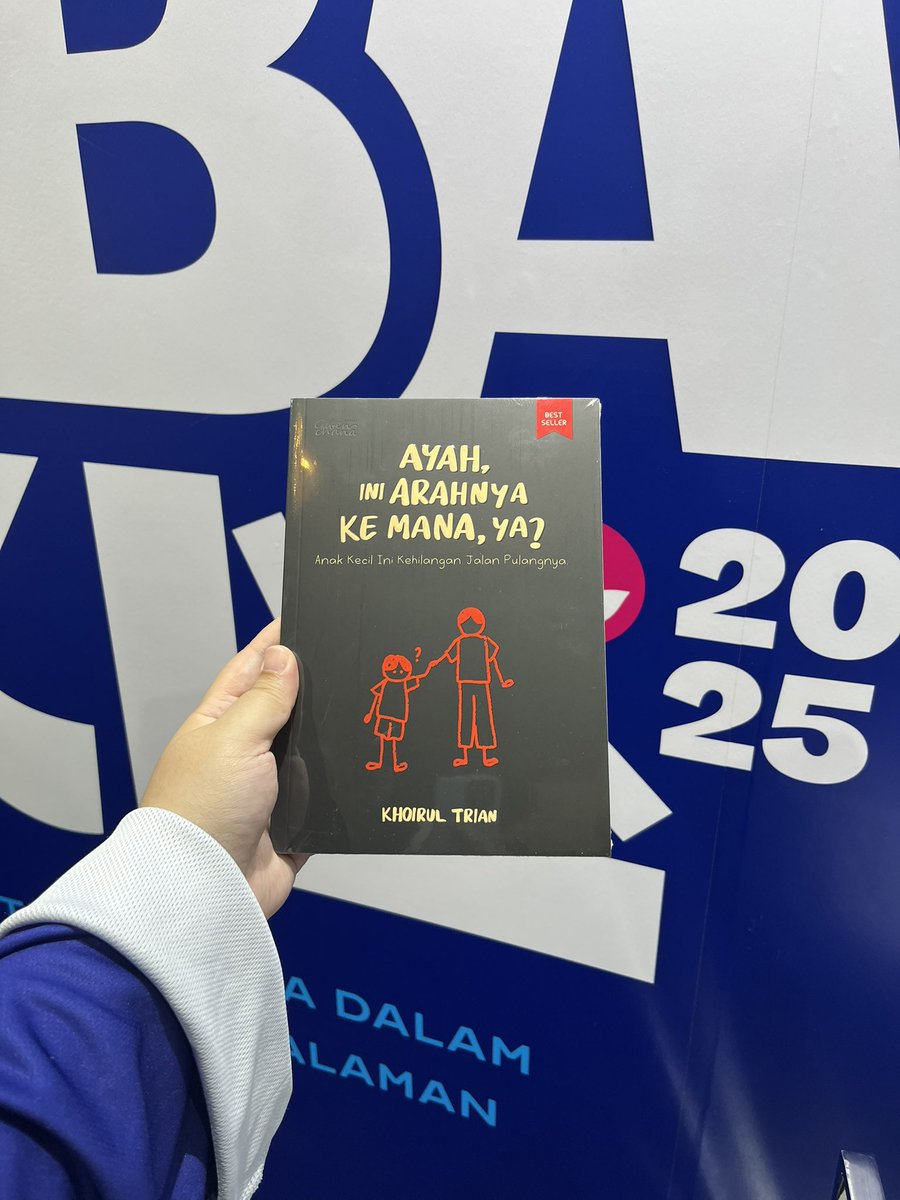 BA
20
25
BEST
SELLER
AYAH,
INI ARAHNYA
KE MANA, YA?
Anak Kecil Ini Kehilangan Jalan Pulangnya.
?
KHOIRUL TRIAN
A DALAM
ALAMAN